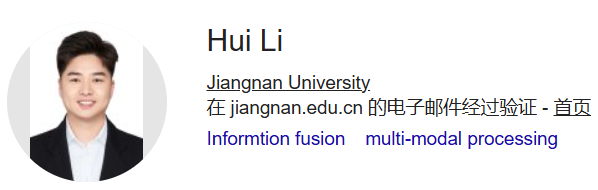 Hui Li
Jiangnan University
在 jiangnan.edu.cn 的电子邮件经过验证 - 首页
Informtion fusion multi-modal processing